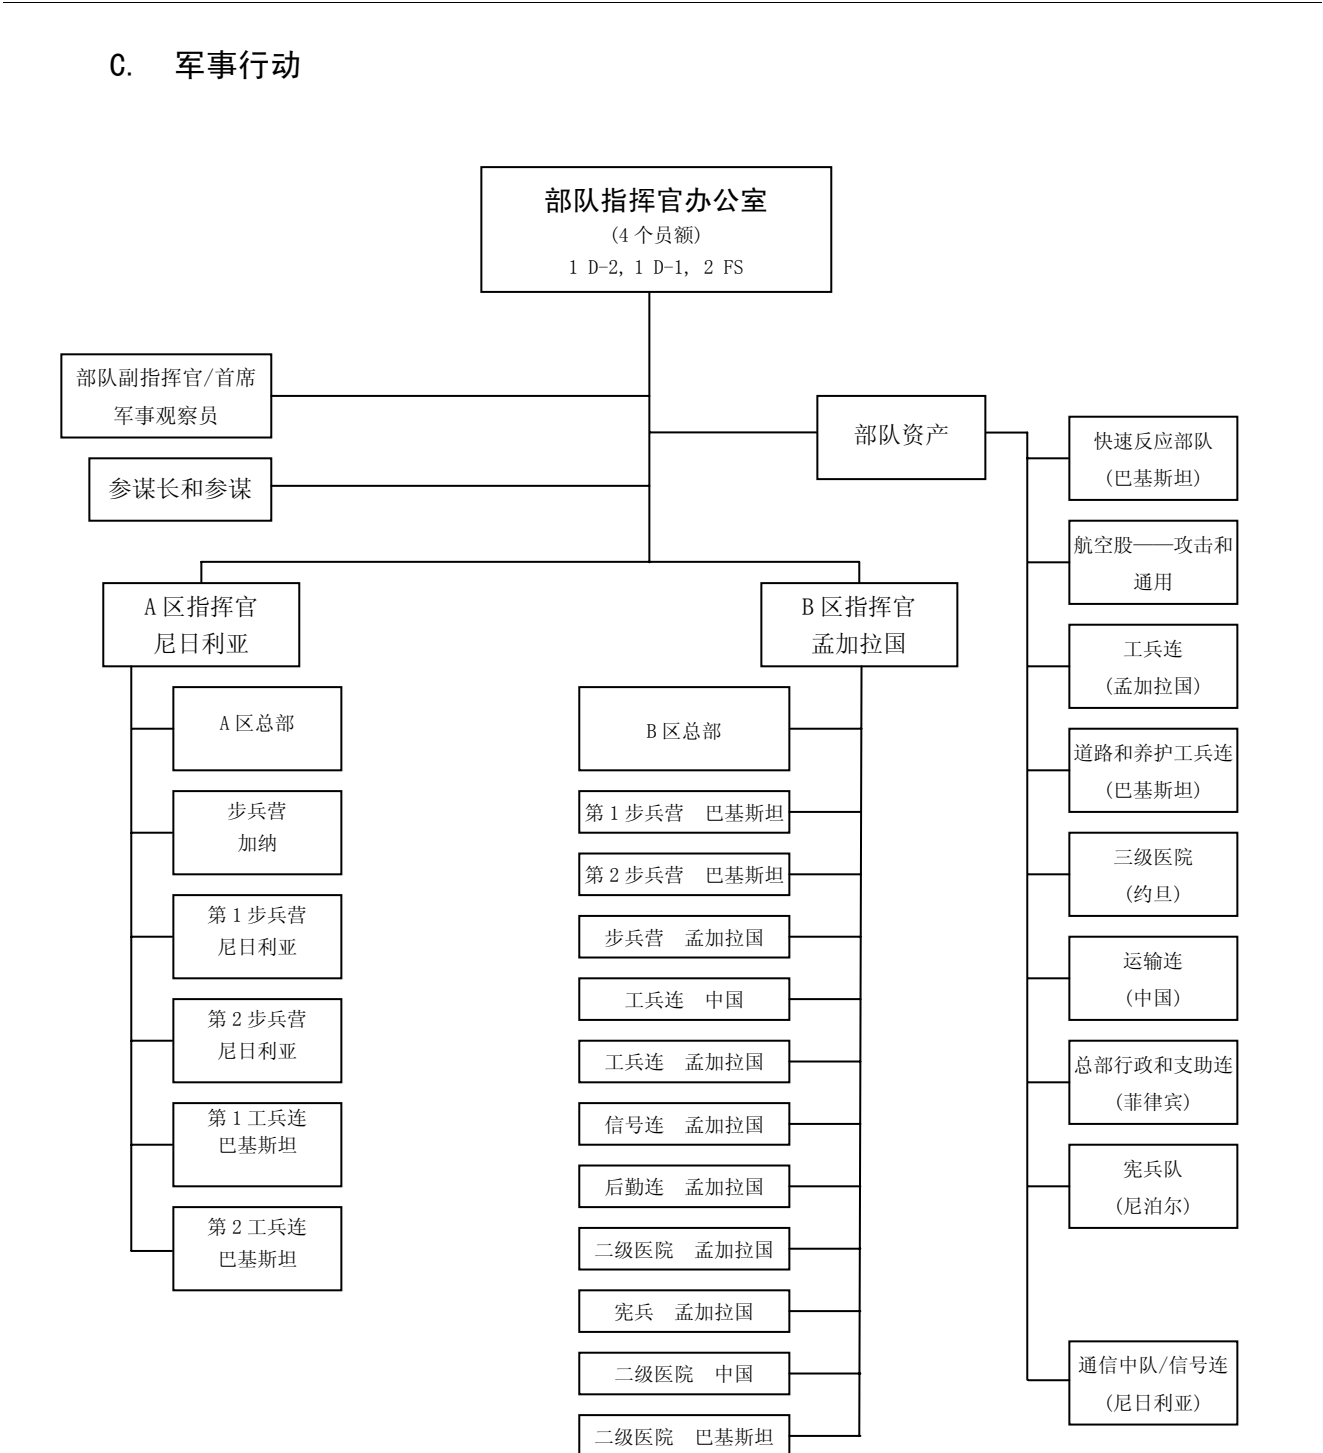 C. 军事行动
部队指挥官办公室
(4 个员额)
1 D-2, 1 D-1, 2 FS
部队副指挥官/首席
军事观察员
参谋长和参谋
部队资产
A 区指挥官
尼日利亚
A 区总部
步兵营
加纳
第 1 步兵营
尼日利亚
第 2 步兵营
尼日利亚
第 1 工兵连
巴基斯坦
第 2 工兵连
巴基斯坦
B 区指挥官
孟加拉国
B 区总部
第 1 步兵营 巴基斯坦
第 2 步兵营 巴基斯坦
步兵营 孟加拉国
工兵连 中国
工兵连 孟加拉国
信号连 孟加拉国
后勤连 孟加拉国
二级医院 孟加拉国
宪兵 孟加拉国
二级医院 中国
二级医院 巴基斯坦
快速反应部队
(巴基斯坦)
航空股——攻击和
通用
工兵连
(孟加拉国)
道路和养护工兵连
(巴基斯坦)
三级医院
(约旦)
运输连
(中国)
总部行政和支助连
(菲律宾)
宪兵队
(尼泊尔)
通信中队/信号连
(尼日利亚)